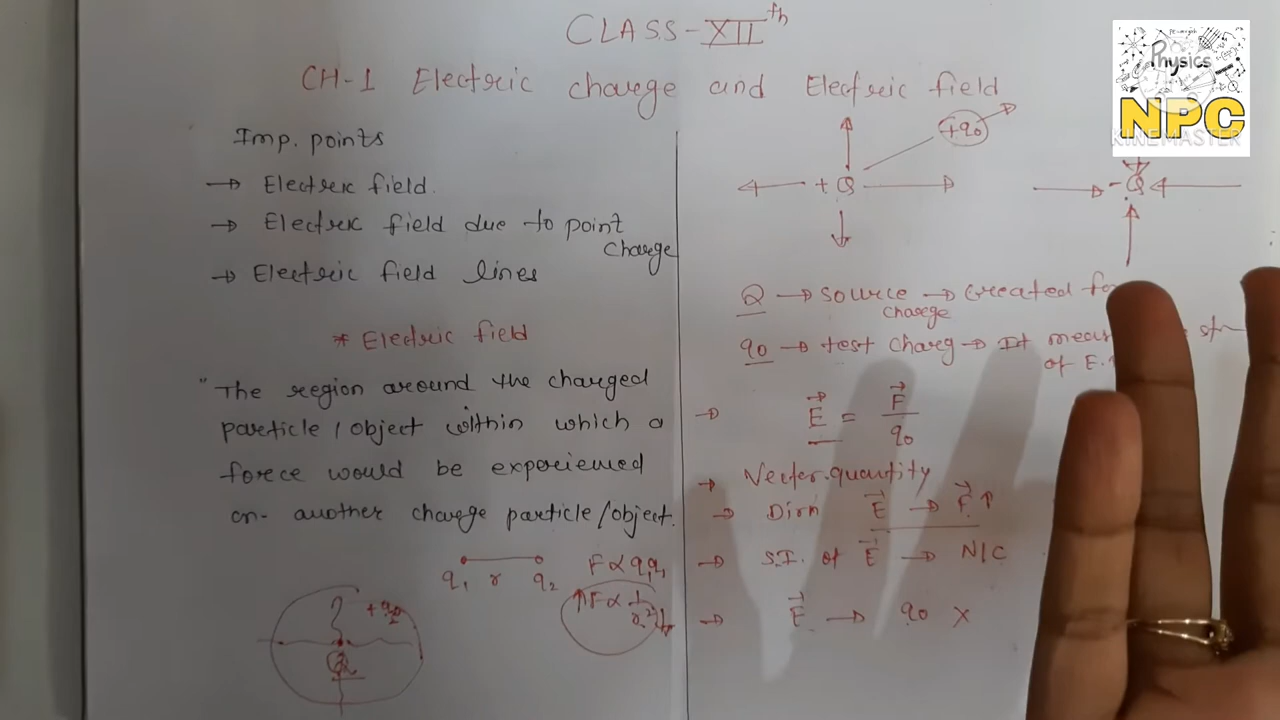 CLASS-XIIth
CH-1 Electric charge and Electric field
Imp. points
→ Electric field.
→ Electric field due to point
charge
→ Electric field lines
* Electric field
"The region around the charged
particle/object within which a
force would be experienced
on- another charge particle/object.
q1 r q2
F∝q1q1
↑F∝1/r²↓
Q
+Q
+q0
-Q
Q → source → created
charge
q0 → test charg → It
of E.
→ E⃗ = F⃗/q0
→ Vector quantity
→ Dirn E⃗ → F⃗↑
→ S.I. of E⃗ → N/C
→ E⃗ → q0 X
Physics
NPC
KINEMASTER